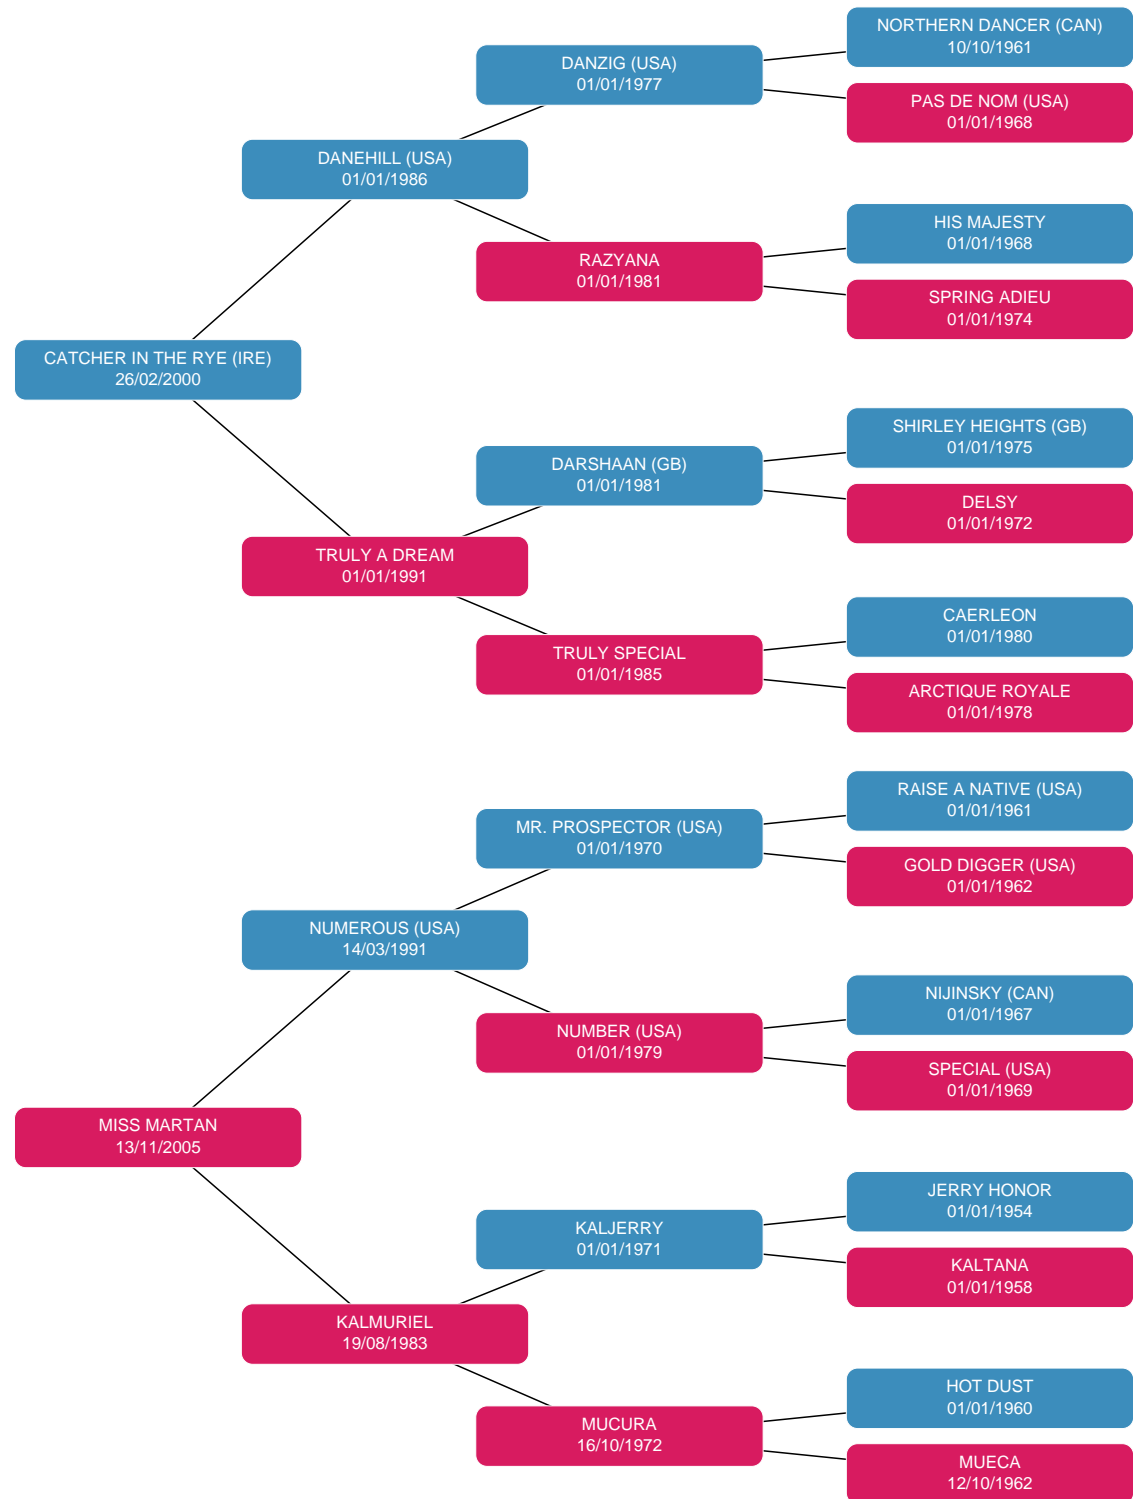 NORTHERN DANCER (CAN)
10/10/1961
DANZIG (USA)
01/01/1977
PAS DE NOM (USA)
01/01/1968
DANEHILL (USA)
01/01/1986
HIS MAJESTY
01/01/1968
RAZYANA
01/01/1981
SPRING ADIEU
01/01/1974
CATCHER IN THE RYE (IRE)
26/02/2000
SHIRLEY HEIGHTS (GB)
01/01/1975
DARSHAAN (GB)
01/01/1981
DELSY
01/01/1972
TRULY A DREAM
01/01/1991
CAERLEON
01/01/1980
TRULY SPECIAL
01/01/1985
ARCTIQUE ROYALE
01/01/1978
RAISE A NATIVE (USA)
01/01/1961
MR. PROSPECTOR (USA)
01/01/1970
GOLD DIGGER (USA)
01/01/1962
NUMEROUS (USA)
14/03/1991
NIJINSKY (CAN)
01/01/1967
NUMBER (USA)
01/01/1979
SPECIAL (USA)
01/01/1969
MISS MARTAN
13/11/2005
JERRY HONOR
01/01/1954
KALJERRY
01/01/1971
KALTANA
01/01/1958
KALMURIEL
19/08/1983
HOT DUST
01/01/1960
MUCURA
16/10/1972
MUECA
12/10/1962